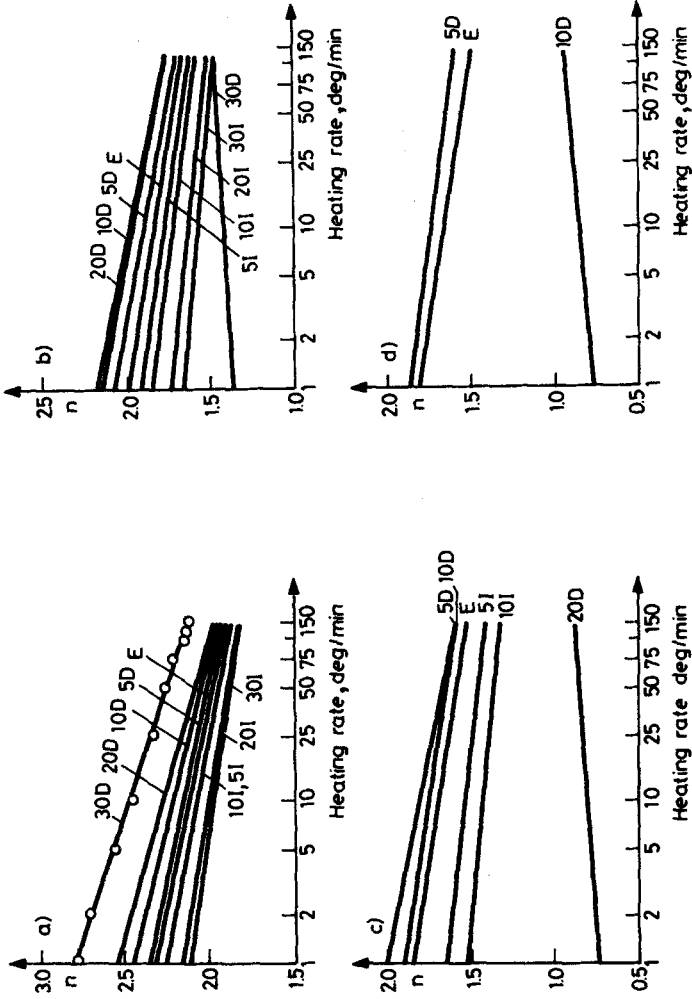 a)
3.0
n
2.5
2.0
1.5
30D 20D 10D 5D E
10I,5I 20I 30I
1 2 5 10 25 50 75 150
Heating rate, deg/min
b)
2.5
n
2.0
1.5
1.0
20D 10D 5D E
5I 10I 20I 30I 30D
1 2 5 10 25 50 75 150
Heating rate, deg/min
c)
2.0
n
1.5
1.0
0.5
5D 10D
E
5I
10I
20D
1 2 5 10 25 50 75 150
Heating rate deg/min
d)
2.0
n
1.5
1.0
0.5
5D
E
10D
1 2 5 10 25 50 75 150
Heating rate, deg/min